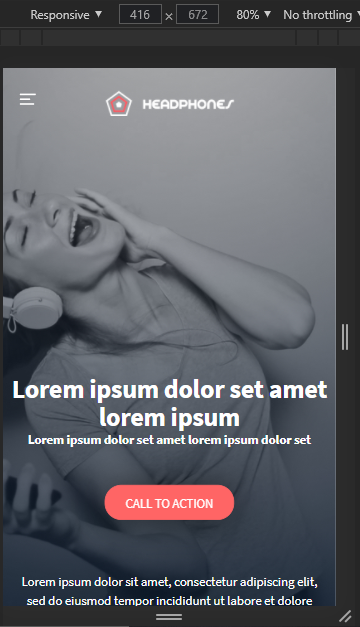 Responsive 416 × 672 80% No throttling
HEADPHONES
Lorem ipsum dolor set amet
lorem ipsum
Lorem ipsum dolor set amet lorem ipsum dolor set
CALL TO ACTION
Lorem ipsum dolor sit amet, consectetur adipiscing elit,
sed do eiusmod tempor incididunt ut labore et dolore